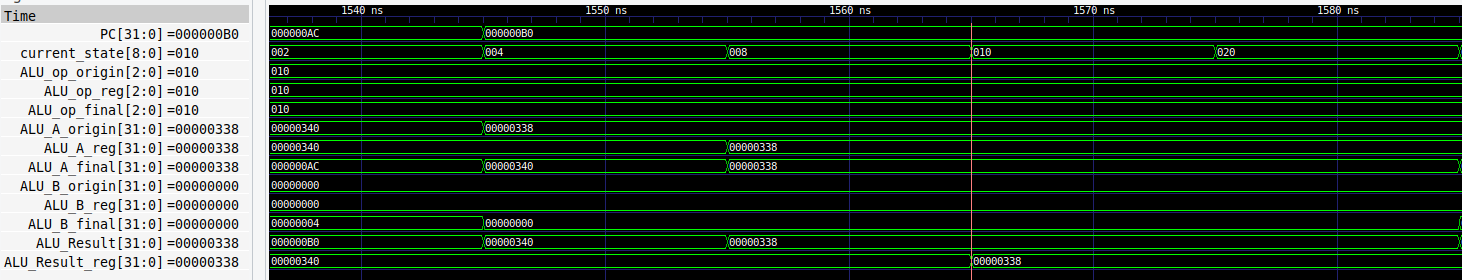 Time
1540 ns 1550 ns 1560 ns 1570 ns 1580 ns
PC[31:0] =000000B0 000000AC 000000B0
current_state[8:0] =010 002 004 008 010 020
ALU_op_origin[2:0] =010 010
ALU_op_reg[2:0] =010 010
ALU_op_final[2:0] =010 010
ALU_A_origin[31:0] =00000338 00000340 00000338
ALU_A_reg[31:0] =00000338 00000340 00000338
ALU_A_final[31:0] =00000338 000000AC 00000340 00000338
ALU_B_origin[31:0] =00000000 00000000
ALU_B_reg[31:0] =00000000 00000000
ALU_B_final[31:0] =00000000 00000004 00000000
ALU_Result[31:0] =00000338 000000B0 00000340 00000338
ALU_Result_reg[31:0] =00000338 00000340 00000338